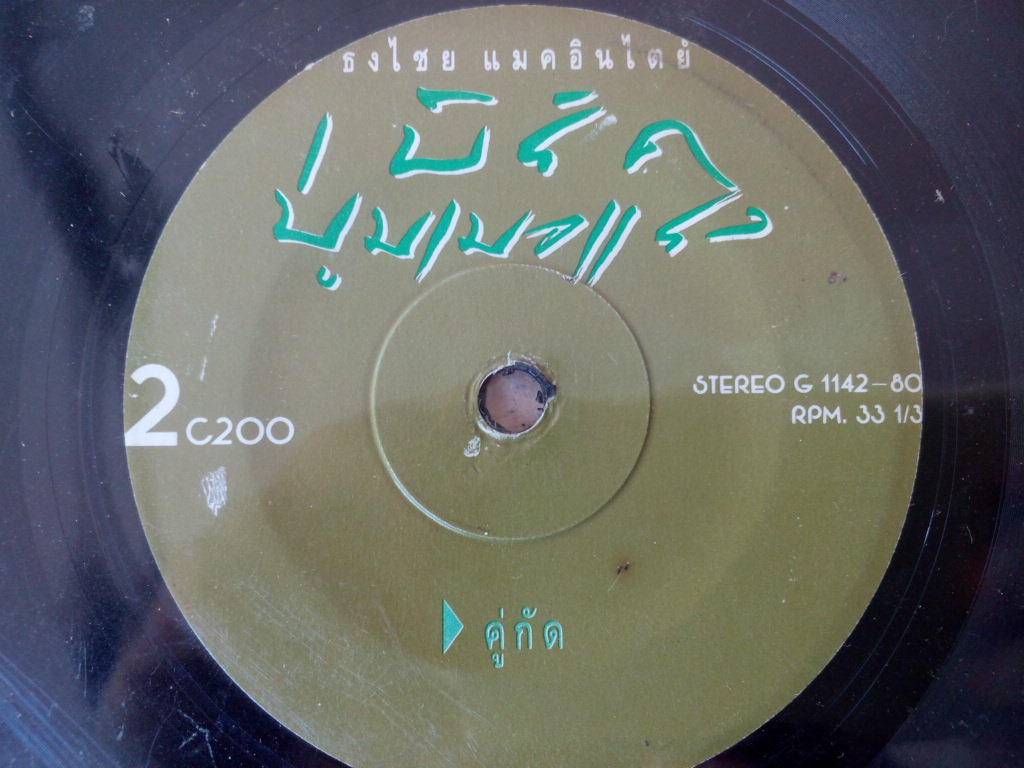 ธงไชย แมคอินไตย์
เบิร์ด
บูมเมอแรง
2 C200
STEREO G 1142-80
RPM. 33 1/3
คู่กัด